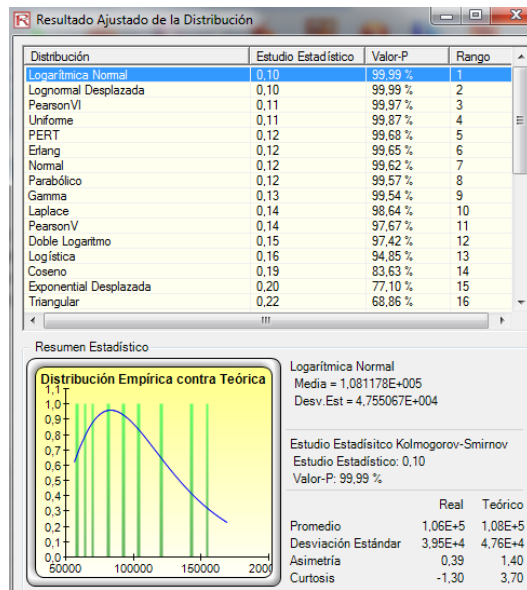 Resultado Ajustado de la Distribución
Distribución Estudio Estadístico Valor-P Rango
Logarítmica Normal 0,10 99,99 % 1
Lognormal Desplazada 0,10 99,99 % 2
PearsonVI 0,11 99,97 % 3
Uniforme 0,11 99,87 % 4
PERT 0,12 99,68 % 5
Erlang 0,12 99,65 % 6
Normal 0,12 99,62 % 7
Parabólico 0,12 99,57 % 8
Gamma 0,13 99,54 % 9
Laplace 0,14 98,64 % 10
PearsonV 0,14 97,67 % 11
Doble Logaritmo 0,15 97,42 % 12
Logística 0,16 94,85 % 13
Coseno 0,19 83,63 % 14
Exponential Desplazada 0,20 77,10 % 15
Triangular 0,22 68,86 % 16
Resumen Estadístico
Distribución Empírica contra Teórica
1,1
1,0
0,9
0,8
0,7
0,6
0,5
0,4
0,3
0,2
0,1
0,0
50000 100000 150000 2000
Logarítmica Normal
Media = 1,081178E+005
Desv.Est = 4,755067E+004
Estudio Estadísitco Kolmogorov-Smirnov
Estudio Estadístico: 0,10
Valor-P: 99,99 %
Real Teórico
Promedio 1,06E+5 1,08E+5
Desviación Estándar 3,95E+4 4,76E+4
Asimetría 0,39 1,40
Curtosis -1,30 3,70